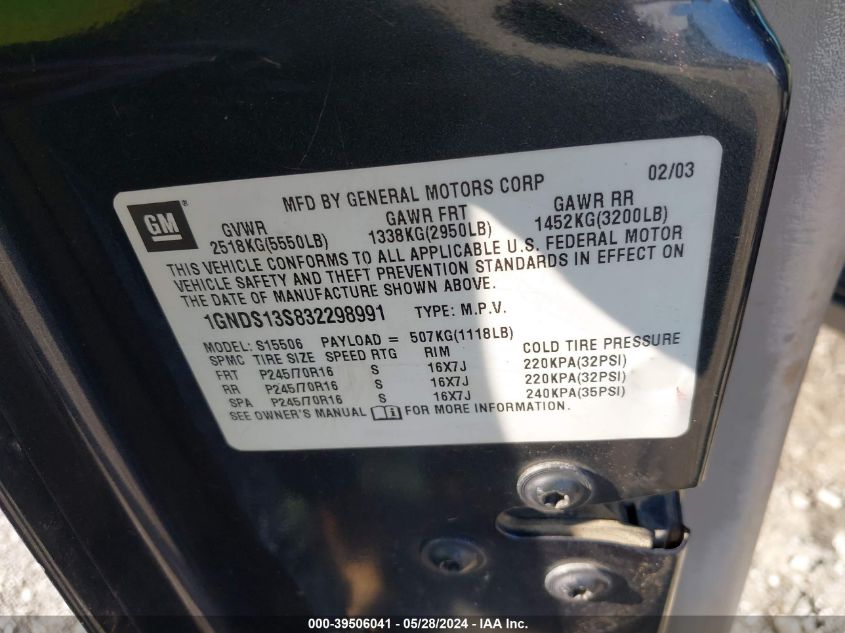 MFD BY GENERAL MOTORS CORP 02/03
GM
GVWR GAWR FRT GAWR RR
2518KG(5550LB) 1338KG(2950LB) 1452KG(3200LB)
THIS VEHICLE CONFORMS TO ALL APPLICABLE U.S. FEDERAL MOTOR
VEHICLE SAFETY AND THEFT PREVENTION STANDARDS IN EFFECT ON
THE DATE OF MANUFACTURE SHOWN ABOVE.
1GNDS13S832298991 TYPE: M.P.V.
MODEL: S15506 PAYLOAD = 507KG(1118LB)
SPMC TIRE SIZE SPEED RTG RIM COLD TIRE PRESSURE
FRT P245/70R16 S 16X7J 220KPA(32PSI)
RR P245/70R16 S 16X7J 220KPA(32PSI)
SPA P245/70R16 S 16X7J 240KPA(35PSI)
SEE OWNER'S MANUAL FOR MORE INFORMATION.
000-39506041 - 05/28/2024 - IAA Inc.